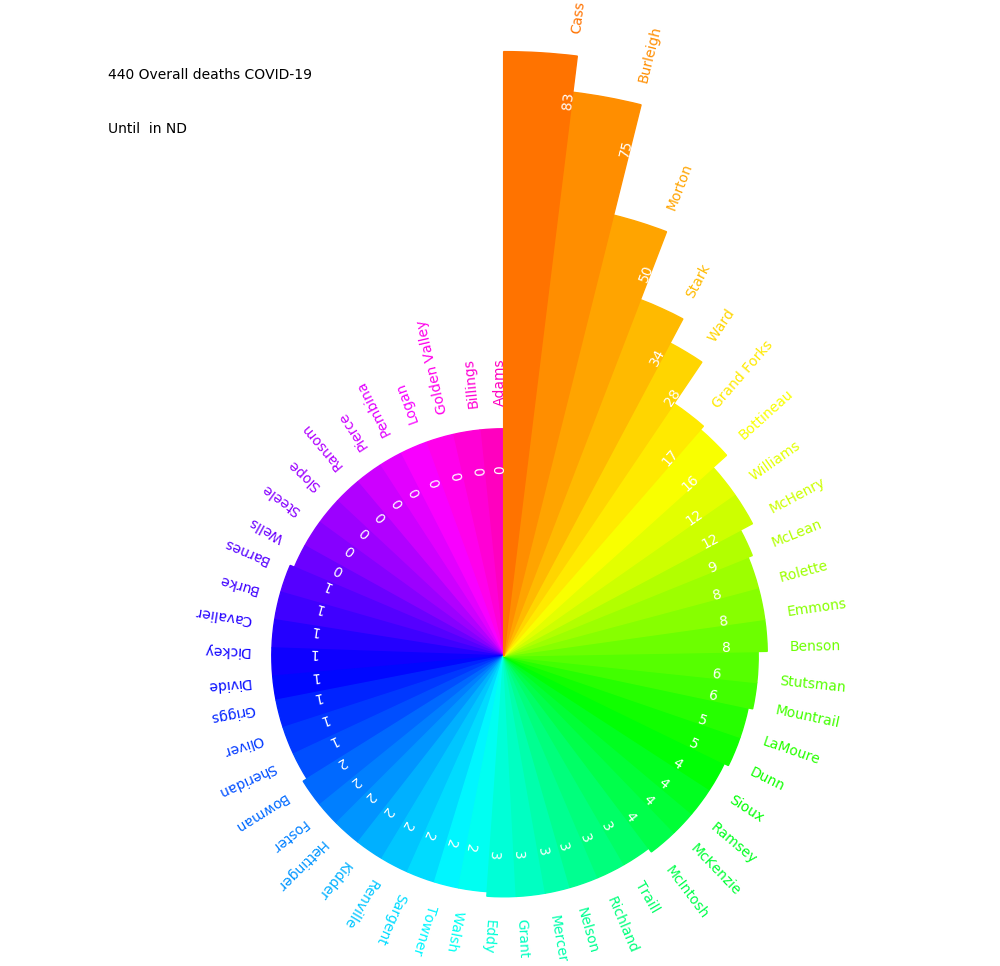 440 Overall deaths COVID-19
Until  in ND
Cass
83
Burleigh
75
Morton
50
Stark
34
Ward
28
Grand Forks
17
Bottineau
16
Williams
12
McHenry
12
McLean
9
Rolette
8
Emmons
8
Benson
8
Stutsman
6
Mountrail
6
LaMoure
5
Dunn
5
Sioux
4
Ramsey
4
McKenzie
4
McIntosh
4
Traill
3
Richland
3
Nelson
3
Mercer
3
Grant
3
Eddy
3
Walsh
2
Towner
2
Sargent
2
Renville
2
Kidder
2
Hettinger
2
Foster
2
Bowman
2
Sheridan
1
Oliver
1
Griggs
1
Divide
1
Dickey
1
Cavalier
1
Burke
1
Barnes
1
Wells
0
Steele
0
Slope
0
Ransom
0
Pierce
0
Pembina
0
Logan
0
Golden Valley
0
Billings
0
Adams
0